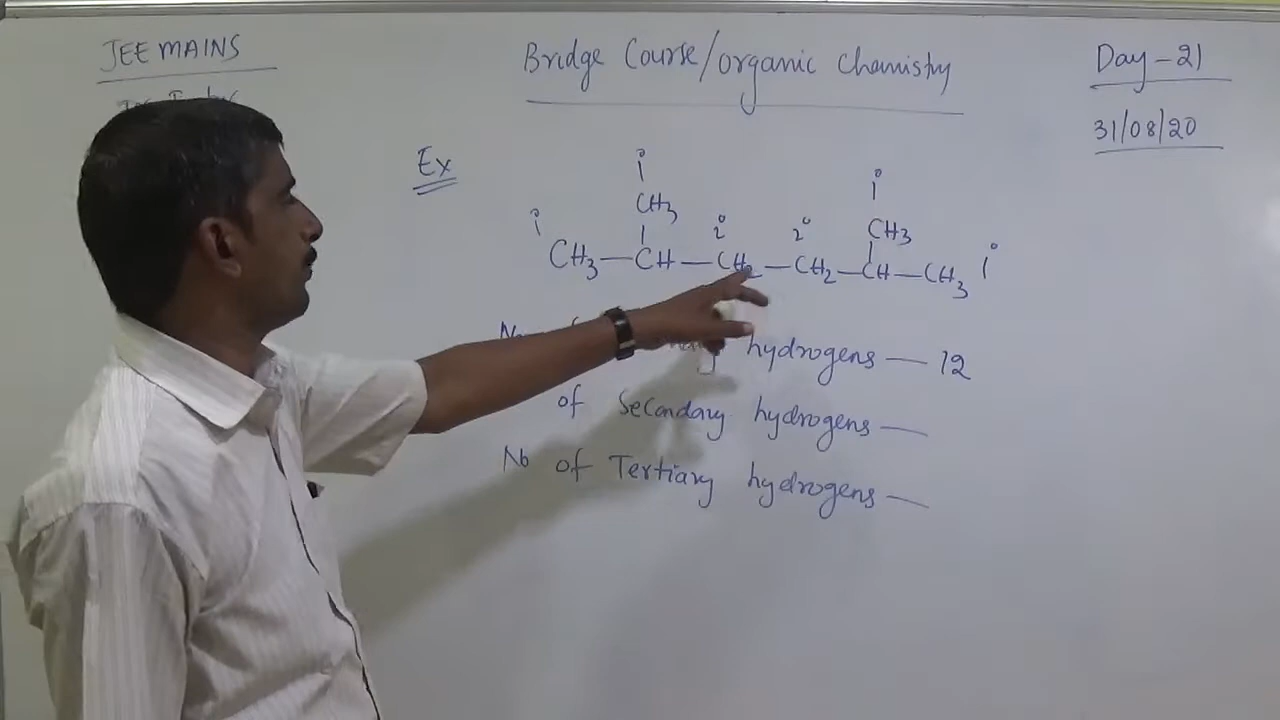 JEE MAINS
Bridge Course/organic chemistry
Day - 21
31/08/20
Ex
1° 1°
CH3 CH3
1° 2° 2° 1°
CH3—CH—CH2—CH2—CH—CH3
hydrogens — 12
of Secondary hydrogens —
No of Tertiary hydrogens —